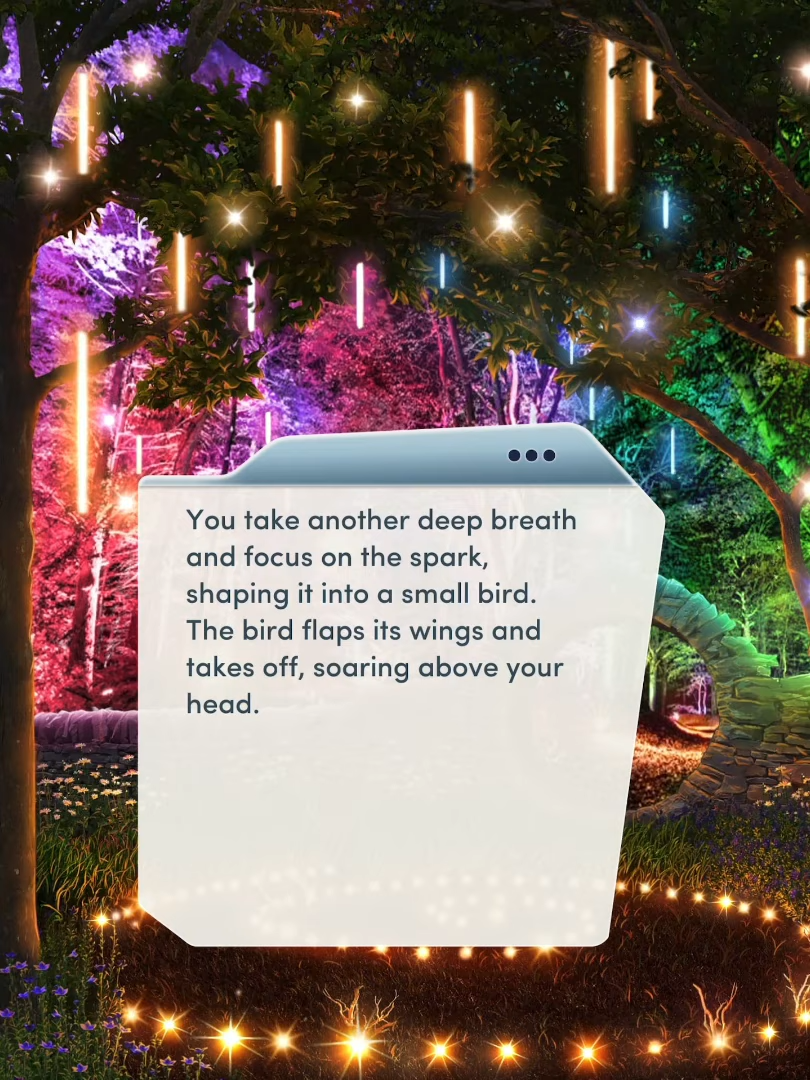 You take another deep breath
and focus on the spark,
shaping it into a small bird.
The bird flaps its wings and
takes off, soaring above your
head.